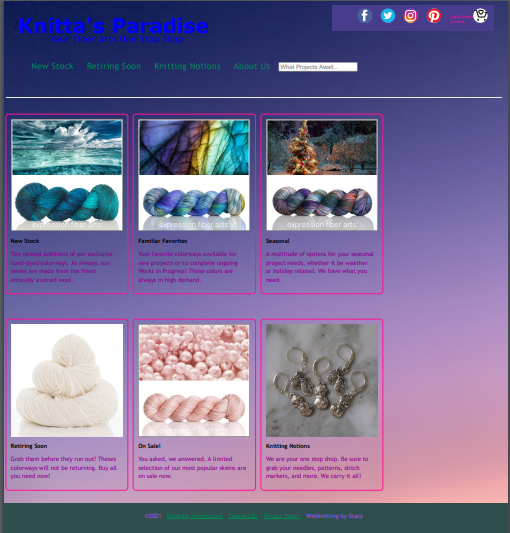 Knitta's Paradise
Your Fiber Arts One Stop Shop
New Stock Retiring Soon Knitting Notions About Us What Projects Await...
expression fiber arts
New Stock
The newest additions of our exclusive
hand-dyed colorways. As always, our
skeins are made from the finest
ethically sourced wool.
expression fiber arts
Familiar Favorites
Your favorite colorways available for
new projects or to complete ongoing
Works in Progress! These colors are
always in high demand.
expression fiber arts
Seasonal
A multitude of options for your seasonal
project needs, whether it be weather
or holiday related. We have what you
need.
Retiring Soon
Grab them before they run out! Theses
colorways will not be returning. Buy all
you need now!
On Sale!
You asked, we answered. A limited
selection of our most popular skeins are
on sale now.
Knitting Notions
We are your one stop shop. Be sure to
grab your needles, patterns, stitch
markers, and more. We carry it all!
©2021 Shipping Information Contact Us Privacy Policy Webknitting by Stacy